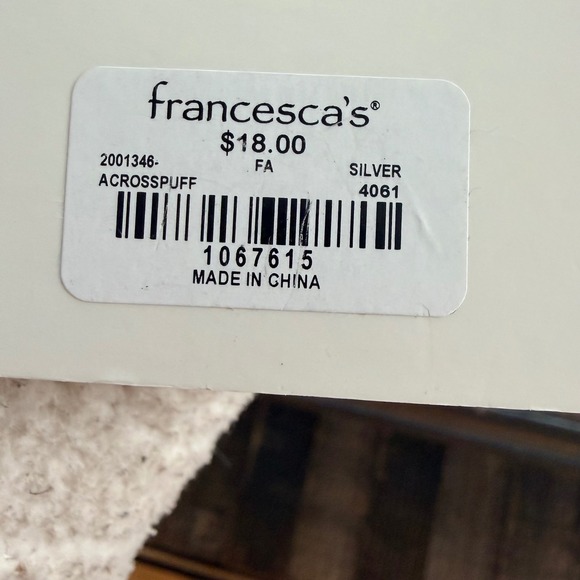 francesca's®
$18.00
2001346- FA SILVER
ACROSSPUFF 4061
1067615
MADE IN CHINA